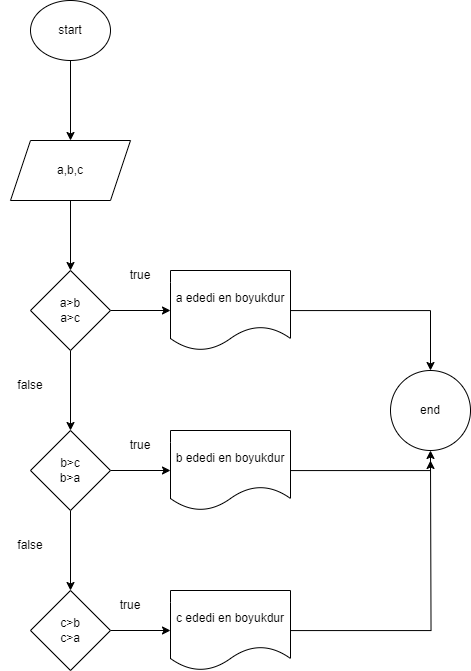 start
a,b,c
true
a>b
a>c
a ededi en boyukdur
false
end
true
b>c
b>a
b ededi en boyukdur
false
true
c>b
c>a
c ededi en boyukdur